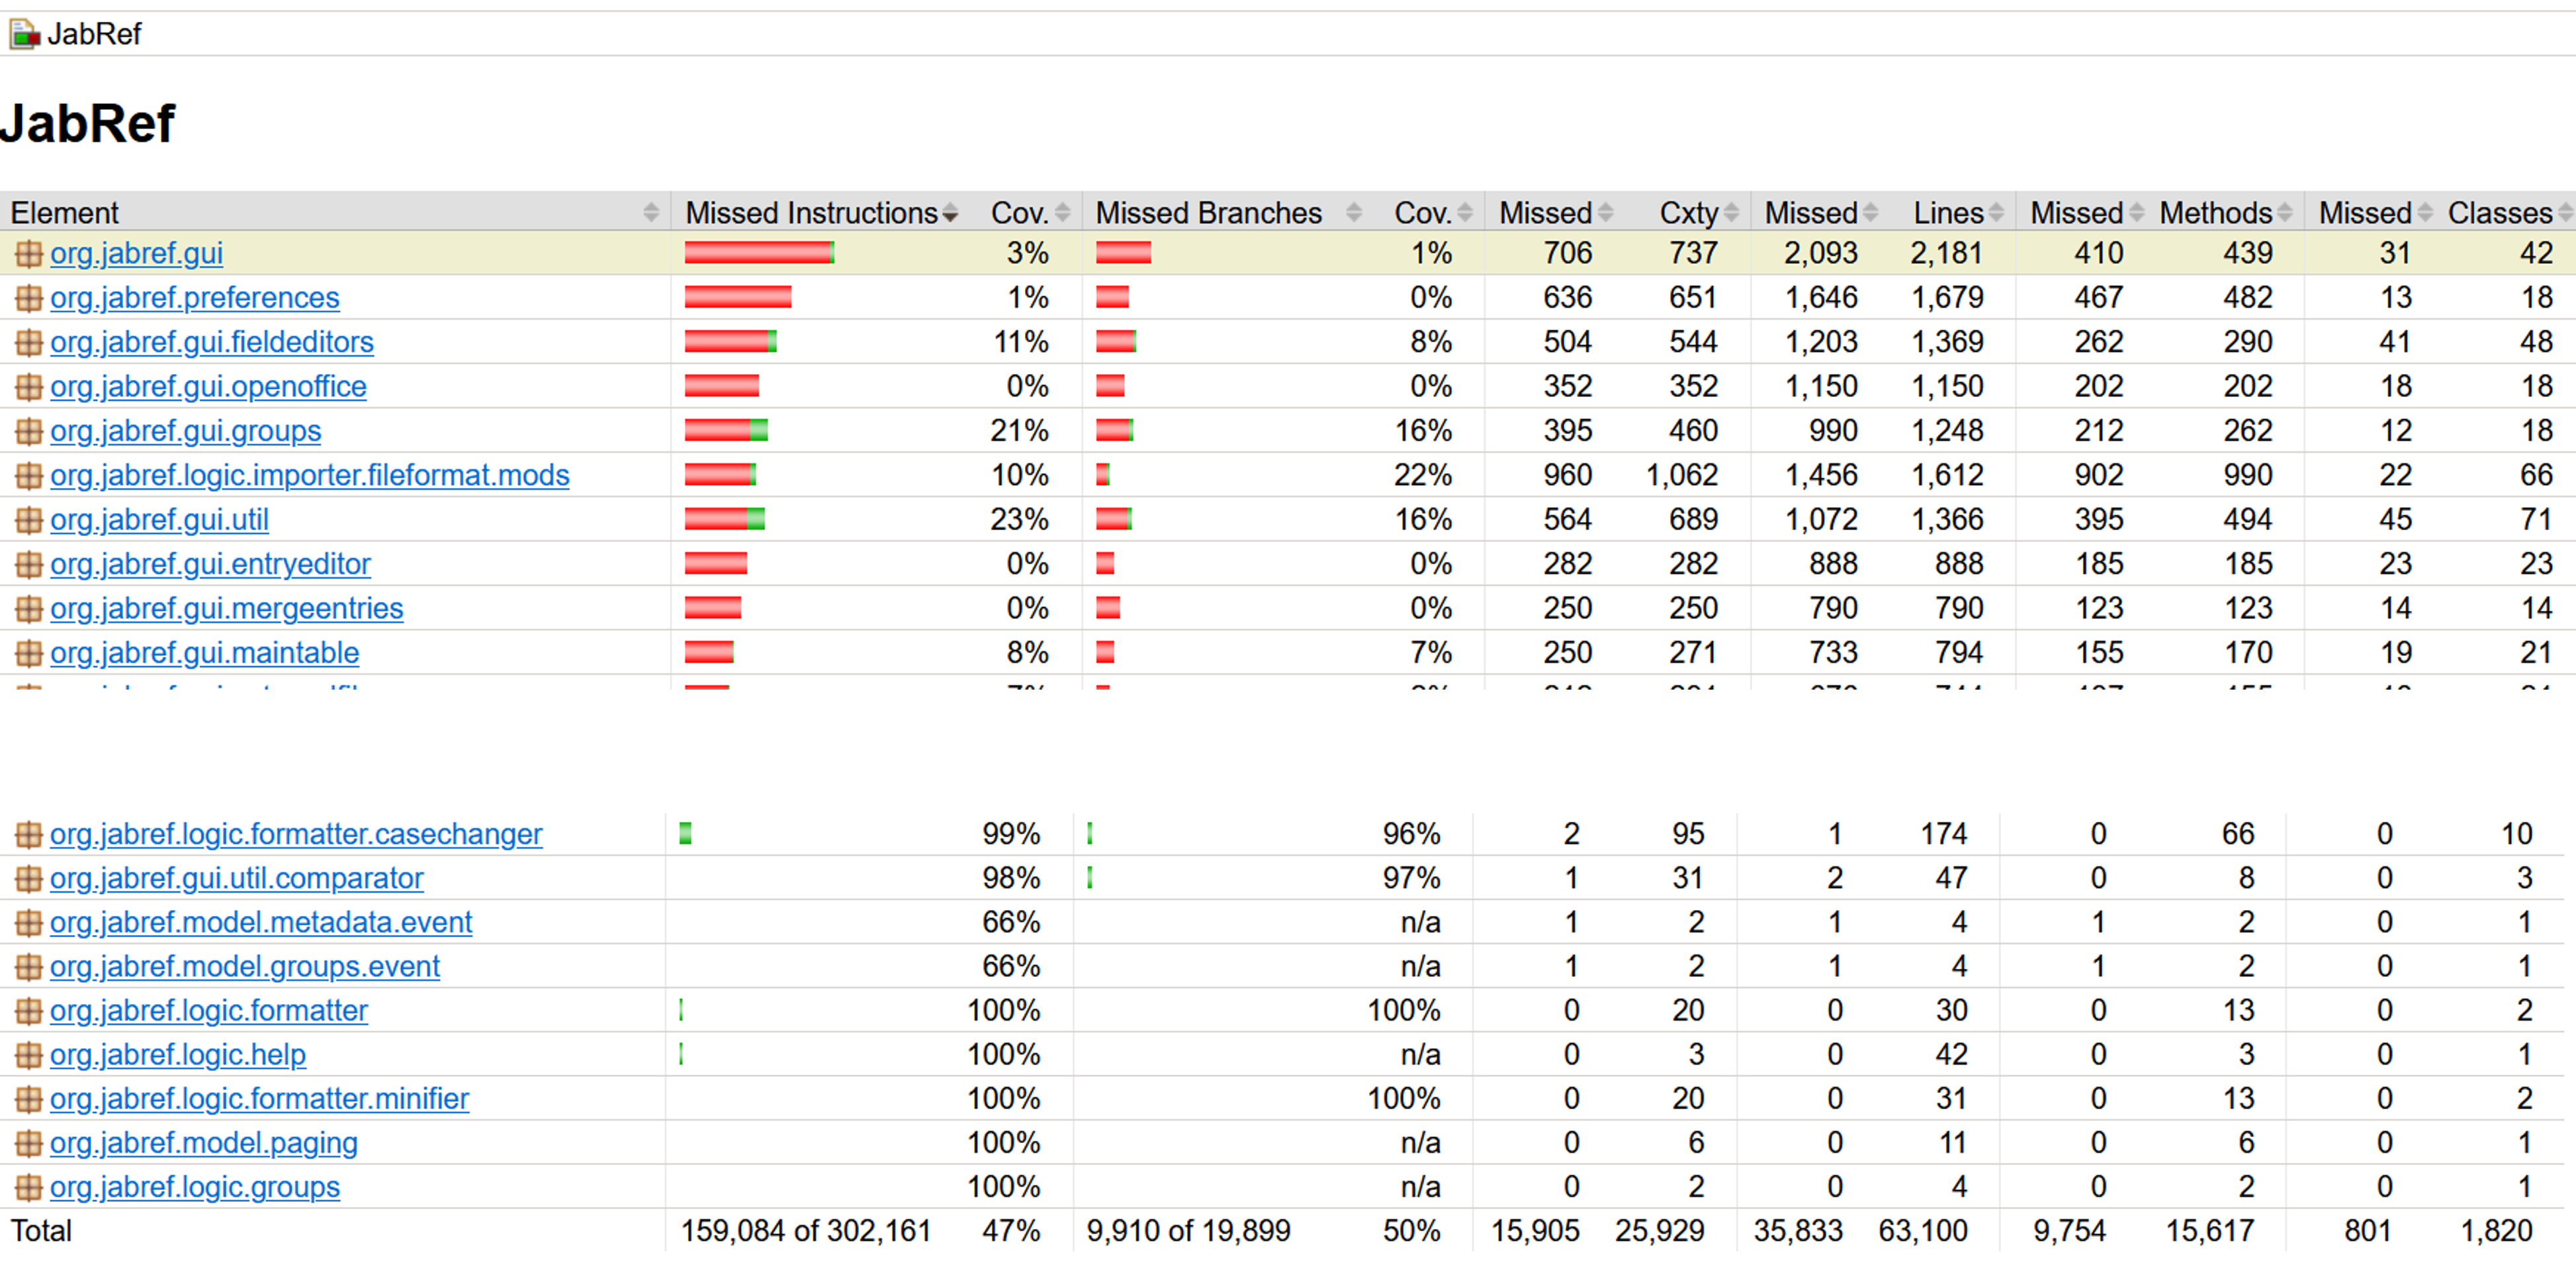 JabRef
JabRef
Element Missed Instructions Cov. Missed Branches Cov. Missed Cxty Missed Lines Missed Methods Missed Classes
org.jabref.gui 3% 1% 706 737 2,093 2,181 410 439 31 42
org.jabref.preferences 1% 0% 636 651 1,646 1,679 467 482 13 18
org.jabref.gui.fieldeditors 11% 8% 504 544 1,203 1,369 262 290 41 48
org.jabref.gui.openoffice 0% 0% 352 352 1,150 1,150 202 202 18 18
org.jabref.gui.groups 21% 16% 395 460 990 1,248 212 262 12 18
org.jabref.logic.importer.fileformat.mods 10% 22% 960 1,062 1,456 1,612 902 990 22 66
org.jabref.gui.util 23% 16% 564 689 1,072 1,366 395 494 45 71
org.jabref.gui.entryeditor 0% 0% 282 282 888 888 185 185 23 23
org.jabref.gui.mergeentries 0% 0% 250 250 790 790 123 123 14 14
org.jabref.gui.maintable 8% 7% 250 271 733 794 155 170 19 21
org.jabref.logic.formatter.casechanger 99% 96% 2 95 1 174 0 66 0 10
org.jabref.gui.util.comparator 98% 97% 1 31 2 47 0 8 0 3
org.jabref.model.metadata.event 66% n/a 1 2 1 4 1 2 0 1
org.jabref.model.groups.event 66% n/a 1 2 1 4 1 2 0 1
org.jabref.logic.formatter 100% 100% 0 20 0 30 0 13 0 2
org.jabref.logic.help 100% n/a 0 3 0 42 0 3 0 1
org.jabref.logic.formatter.minifier 100% 100% 0 20 0 31 0 13 0 2
org.jabref.model.paging 100% n/a 0 6 0 11 0 6 0 1
org.jabref.logic.groups 100% n/a 0 2 0 4 0 2 0 1
Total 159,084 of 302,161 47% 9,910 of 19,899 50% 15,905 25,929 35,833 63,100 9,754 15,617 801 1,820